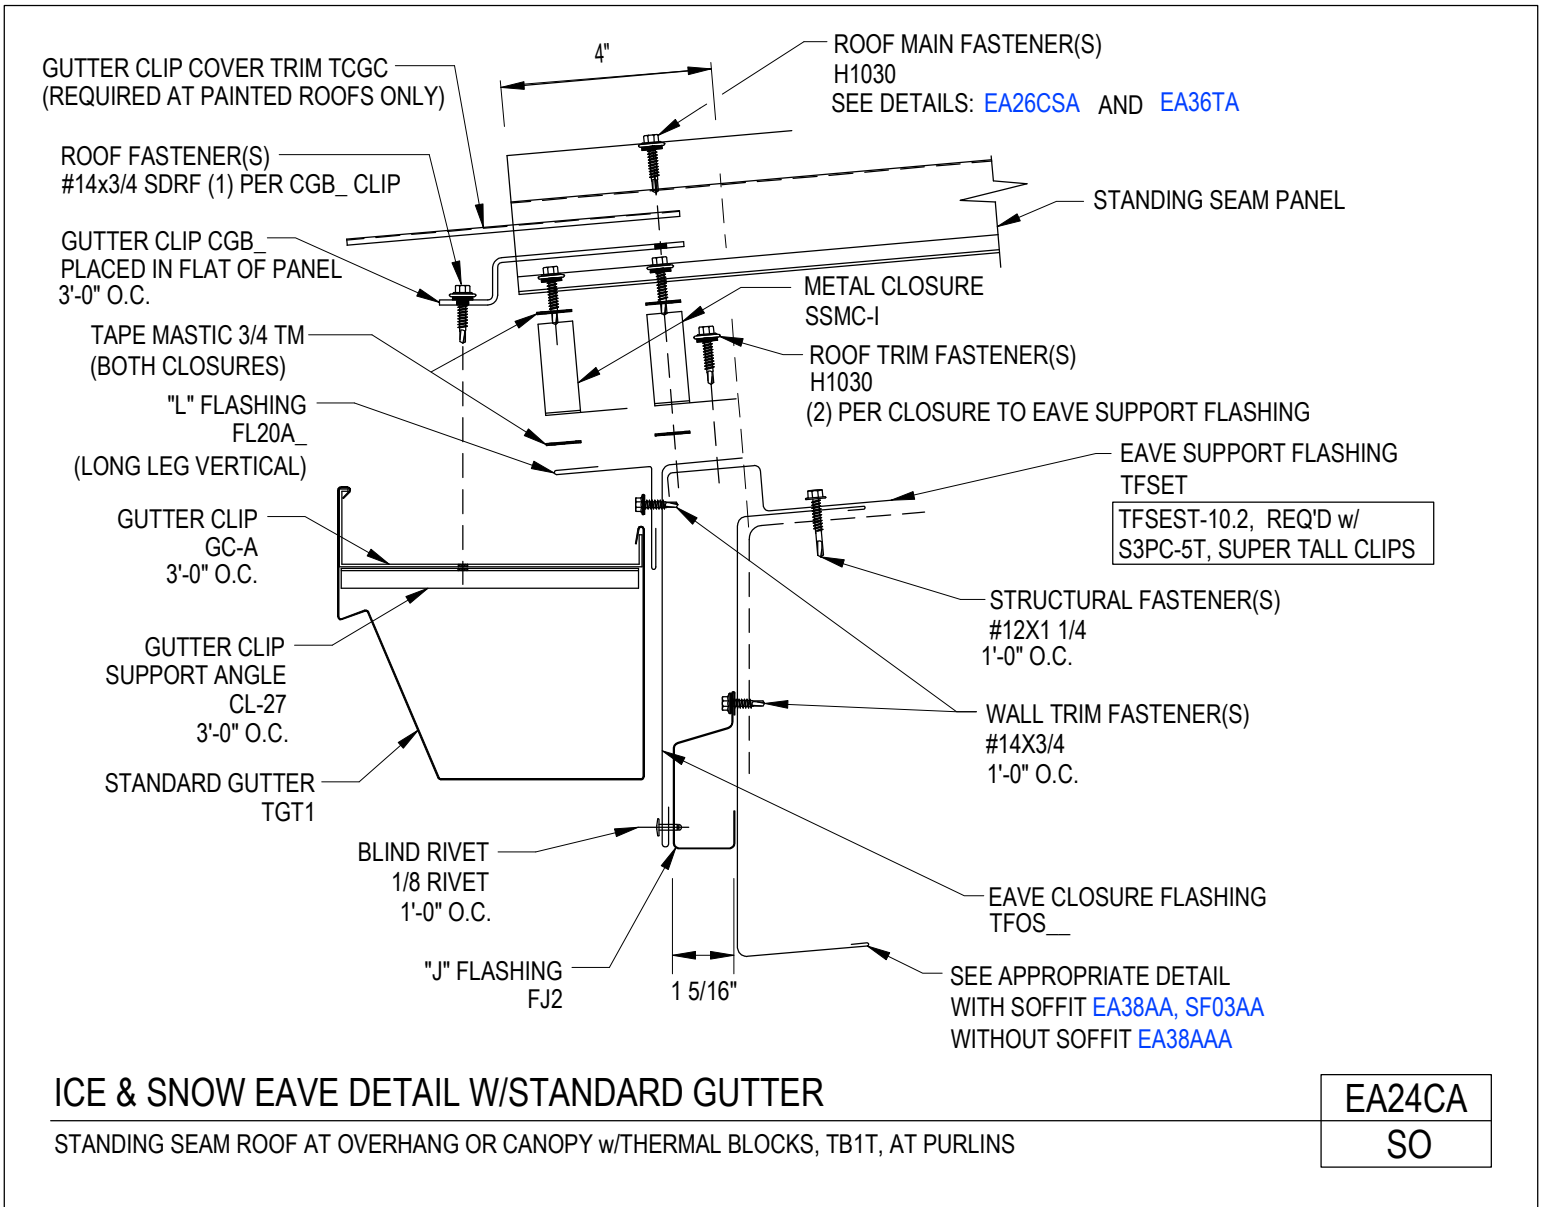 4"
ROOF MAIN FASTENER(S)
H1030
SEE DETAILS: EA26CSA AND EA36TA
GUTTER CLIP COVER TRIM TCGC
(REQUIRED AT PAINTED ROOFS ONLY)
ROOF FASTENER(S)
#14x3/4 SDRF (1) PER CGB_ CLIP
STANDING SEAM PANEL
GUTTER CLIP CGB_
PLACED IN FLAT OF PANEL
3'-0" O.C.
METAL CLOSURE
SSMC-I
TAPE MASTIC 3/4 TM
(BOTH CLOSURES)
ROOF TRIM FASTENER(S)
H1030
(2) PER CLOSURE TO EAVE SUPPORT FLASHING
"L" FLASHING
FL20A_
(LONG LEG VERTICAL)
EAVE SUPPORT FLASHING
TFSET
TFSEST-10.2, REQ'D w/
S3PC-5T, SUPER TALL CLIPS
GUTTER CLIP
GC-A
3'-0" O.C.
STRUCTURAL FASTENER(S)
#12X1 1/4
1'-0" O.C.
GUTTER CLIP
SUPPORT ANGLE
CL-27
3'-0" O.C.
WALL TRIM FASTENER(S)
#14X3/4
1'-0" O.C.
STANDARD GUTTER
TGT1
BLIND RIVET
1/8 RIVET
1'-0" O.C.
EAVE CLOSURE FLASHING
TFOS__
"J" FLASHING
FJ2
1 5/16"
SEE APPROPRIATE DETAIL
WITH SOFFIT EA38AA, SF03AA
WITHOUT SOFFIT EA38AAA
ICE & SNOW EAVE DETAIL W/STANDARD GUTTER
EA24CA
STANDING SEAM ROOF AT OVERHANG OR CANOPY w/THERMAL BLOCKS, TB1T, AT PURLINS
SO